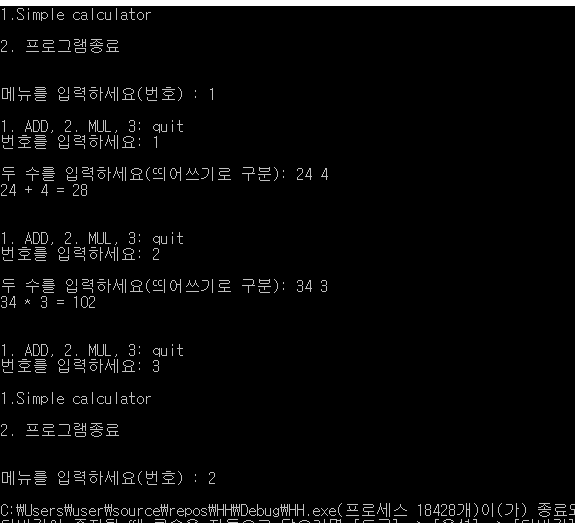 1.Simple calculator
2. 프로그램종료
메뉴를 입력하세요(번호) : 1
1. ADD, 2. MUL, 3: quit
번호를 입력하세요: 1
두 수를 입력하세요(띄어쓰기로 구분): 24 4
24 + 4 = 28
1. ADD, 2. MUL, 3: quit
번호를 입력하세요: 2
두 수를 입력하세요(띄어쓰기로 구분): 34 3
34 * 3 = 102
1. ADD, 2. MUL, 3: quit
번호를 입력하세요: 3
1.Simple calculator
2. 프로그램종료
메뉴를 입력하세요(번호) : 2
C:₩Users₩user₩source₩repos₩HH₩Debug₩HH.exe(프로세스 18428개)이(가) 종료